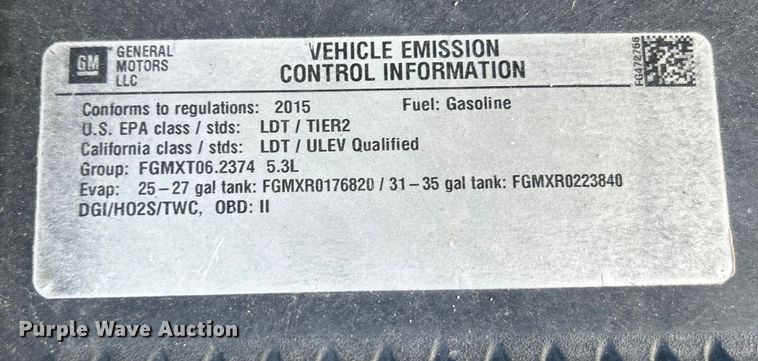 GM
GENERAL
MOTORS
LLC
VEHICLE EMISSION
CONTROL INFORMATION
FG472766
Conforms to regulations: 2015 Fuel: Gasoline
U.S. EPA class / stds: LDT / TIER2
California class / stds: LDT / ULEV Qualified
Group: FGMXT06.2374 5.3L
Evap: 25-27 gal tank: FGMXR0176820 / 31-35 gal tank: FGMXR0223840
DGI/HO2S/TWC, OBD: II
Purple Wave Auction